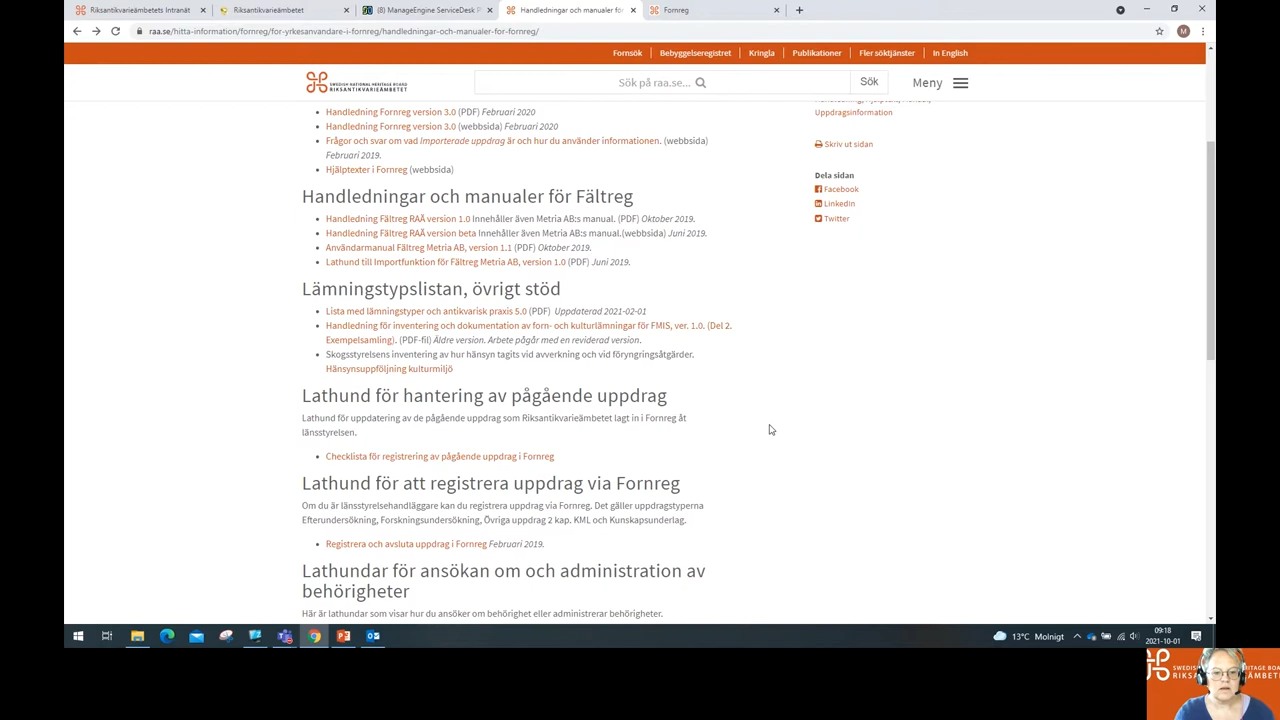 Riksantikvarieämbetets Intranät
Riksantikvarieämbetet
(8) ManageEngine ServiceDesk P
Handledningar och manualer för
Fornreg
raa.se/hitta-information/fornreg/for-yrkesanvandare-i-fornreg/handledningar-och-manualer-for-fornreg/
M
Fornsök
Bebyggelseregistret
Kringla
Publikationer
Fler söktjänster
In English
SWEDISH NATIONAL HERITAGE BOARD
RIKSANTIKVARIEÄMBETET
Sök på raa.se...
Sök
Meny
Handledning Fornreg version 3.0 (PDF) Februari 2020
Handledning Fornreg version 3.0 (webbsida) Februari 2020
Frågor och svar om vad Importerade uppdrag är och hur du använder informationen. (webbsida)
Februari 2019.
Hjälptexter i Fornreg (webbsida)
Handledningar och manualer för Fältreg
Handledning Fältreg RAÄ version 1.0 Innehåller även Metria AB:s manual. (PDF) Oktober 2019.
Handledning Fältreg RAÄ version beta Innehåller även Metria AB:s manual.(webbsida) Juni 2019.
Användarmanual Fältreg Metria AB, version 1.1 (PDF) Oktober 2019.
Lathund till Importfunktion för Fältreg Metria AB, version 1.0 (PDF) Juni 2019.
Lämningstypslistan, övrigt stöd
Lista med lämningstyper och antikvarisk praxis 5.0 (PDF) Uppdaterad 2021-02-01
Handledning för inventering och dokumentation av forn- och kulturlämningar för FMIS, ver. 1.0. (Del 2.
Exempelsamling). (PDF-fil) Äldre version. Arbete pågår med en reviderad version.
Skogsstyrelsens inventering av hur hänsyn tagits vid avverkning och vid föryngringsåtgärder.
Hänsynsuppföljning kulturmiljö
Lathund för hantering av pågående uppdrag
Lathund för uppdatering av de pågående uppdrag som Riksantikvarieämbetet lagt in i Fornreg åt
länsstyrelsen.
Checklista för registrering av pågående uppdrag i Fornreg
Lathund för att registrera uppdrag via Fornreg
Om du är länsstyrelsehandläggare kan du registrera uppdrag via Fornreg. Det gäller uppdragstyperna
Efterundersökning, Forskningsundersökning, Övriga uppdrag 2 kap. KML och Kunskapsunderlag.
Registrera och avsluta uppdrag i Fornreg Februari 2019.
Lathundar för ansökan om och administration av
behörigheter
Här är lathundar som visar hur du ansöker om behörighet eller administrerar behörigheter.
Uppdragsinformation
Skriv ut sidan
Dela sidan
Facebook
LinkedIn
Twitter
13°C Molnigt
09:18
2021-10-01
SWEDISH